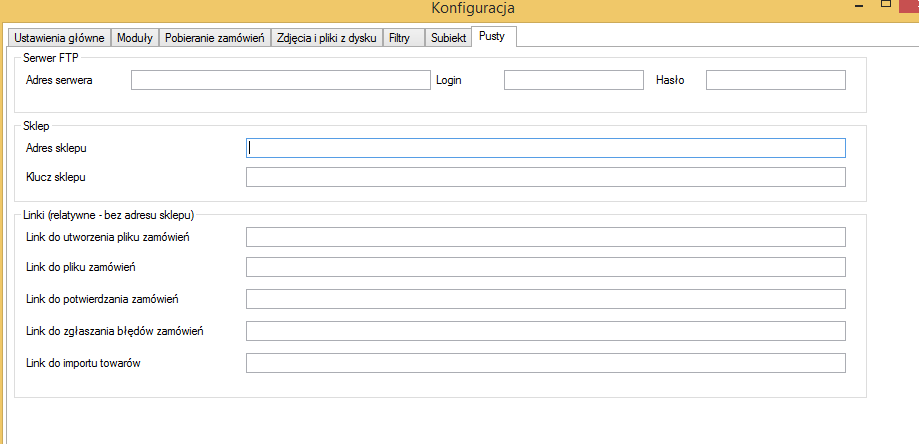 Konfiguracja
Ustawienia główne Moduły Pobieranie zamówień Zdjęcia i pliki z dysku Filtry Subiekt Pusty
Serwer FTP
Adres serwera Login Hasło
Sklep
Adres sklepu
Klucz sklepu
Linki (relatywne - bez adresu sklepu)
Link do utworzenia pliku zamówień
Link do pliku zamówień
Link do potwierdzania zamówień
Link do zgłaszania błędów zamówień
Link do importu towarów